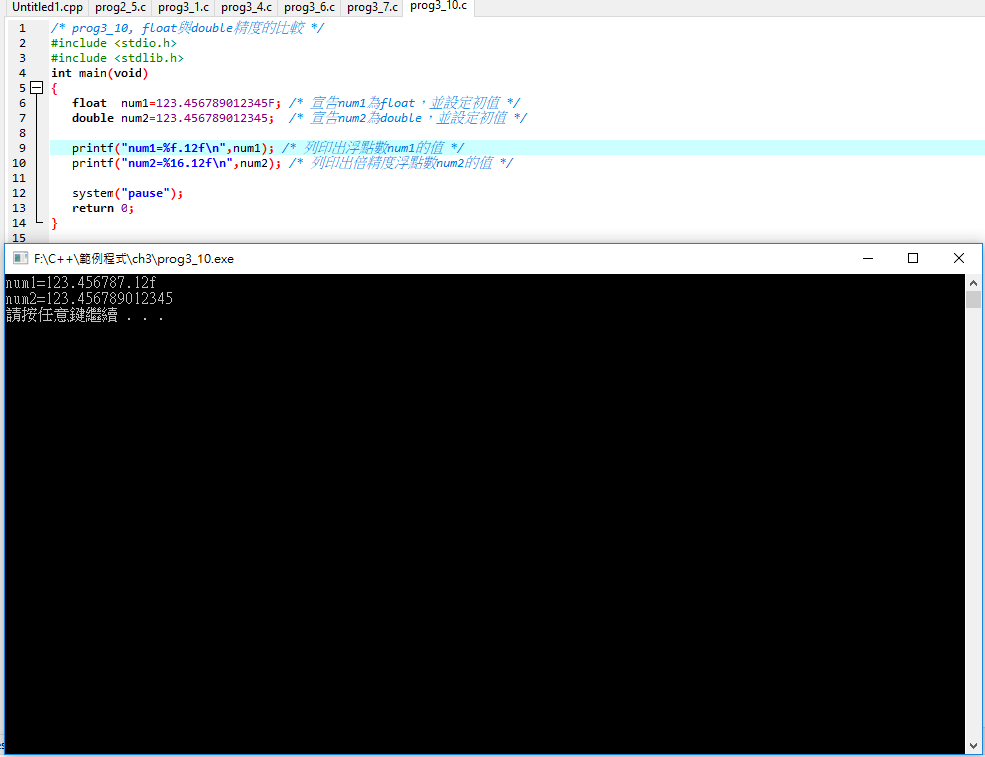 Untitled1.cpp prog2_5.c prog3_1.c prog3_4.c prog3_6.c prog3_7.c prog3_10.c
1 /* prog3_10, float與double精度的比較 */
2 #include <stdio.h>
3 #include <stdlib.h>
4 int main(void)
5 {
6 float  num1=123.456789012345F; /* 宣告num1為float，並設定初值 */
7 double num2=123.456789012345;  /* 宣告num2為double，並設定初值 */
8
9 printf("num1=%f.12f\n",num1); /* 列印出浮點數num1的值 */
10 printf("num2=%16.12f\n",num2); /* 列印出倍精度浮點數num2的值 */
11
12 system("pause");
13 return 0;
14 }
15
F:\C++\範例程式\ch3\prog3_10.exe
num1=123.456787.12f
num2=123.456789012345
請按任意鍵繼續 . . .